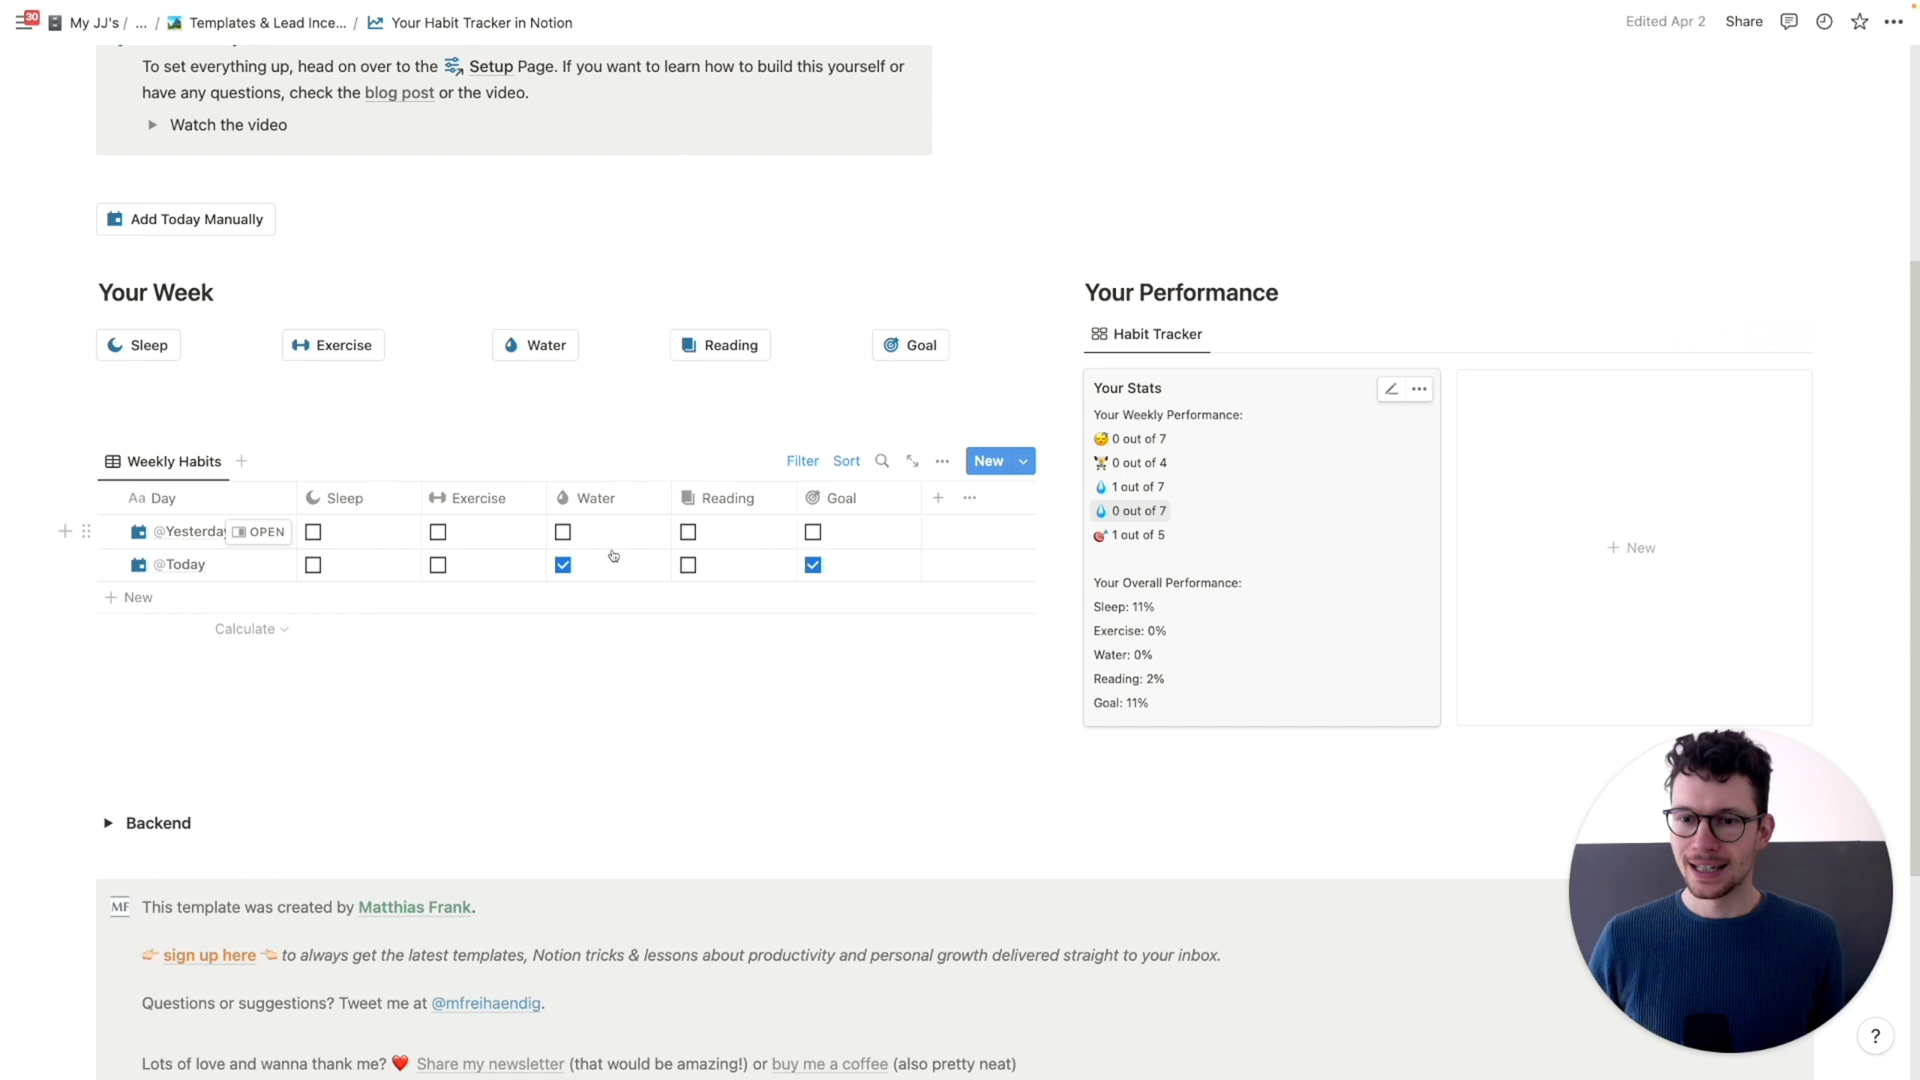 30 My JJ's / ... / Templates & Lead Ince... / Your Habit Tracker in Notion
Edited Apr 2 Share
To set everything up, head on over to the Setup Page. If you want to learn how to build this yourself or
have any questions, check the blog post or the video.
Watch the video
Add Today Manually
Your Week
Sleep Exercise Water Reading Goal
Weekly Habits
Filter Sort New
Aa Day Sleep Exercise Water Reading Goal
@Yesterday OPEN
@Today
New
Calculate
Your Performance
Habit Tracker
Your Stats
Your Weekly Performance:
0 out of 7
0 out of 4
1 out of 7
0 out of 7
1 out of 5
Your Overall Performance:
Sleep: 11%
Exercise: 0%
Water: 0%
Reading: 2%
Goal: 11%
+ New
Backend
MF This template was created by Matthias Frank.
👉 sign up here 👈 to always get the latest templates, Notion tricks & lessons about productivity and personal growth delivered straight to your inbox.
Questions or suggestions? Tweet me at @mfreihaendig.
Lots of love and wanna thank me? ❤️ Share my newsletter (that would be amazing!) or buy me a coffee (also pretty neat)
?